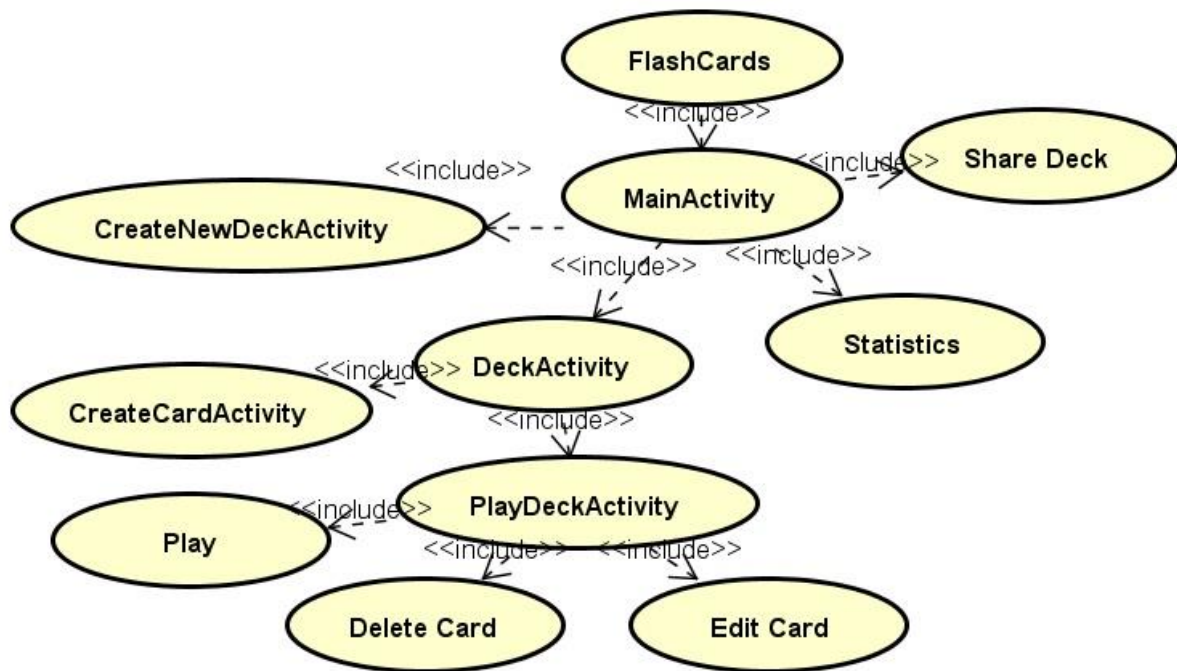 FlashCards
<<include>>
<<include>>
Share Deck
<<include>>
MainActivity
CreateNewDeckActivity
<<include>>
<<include>>
Statistics
DeckActivity
<<include>>
CreateCardActivity
<<include>>
PlayDeckActivity
<<include>>
Play
<<include>>
<<include>>
Delete Card
Edit Card